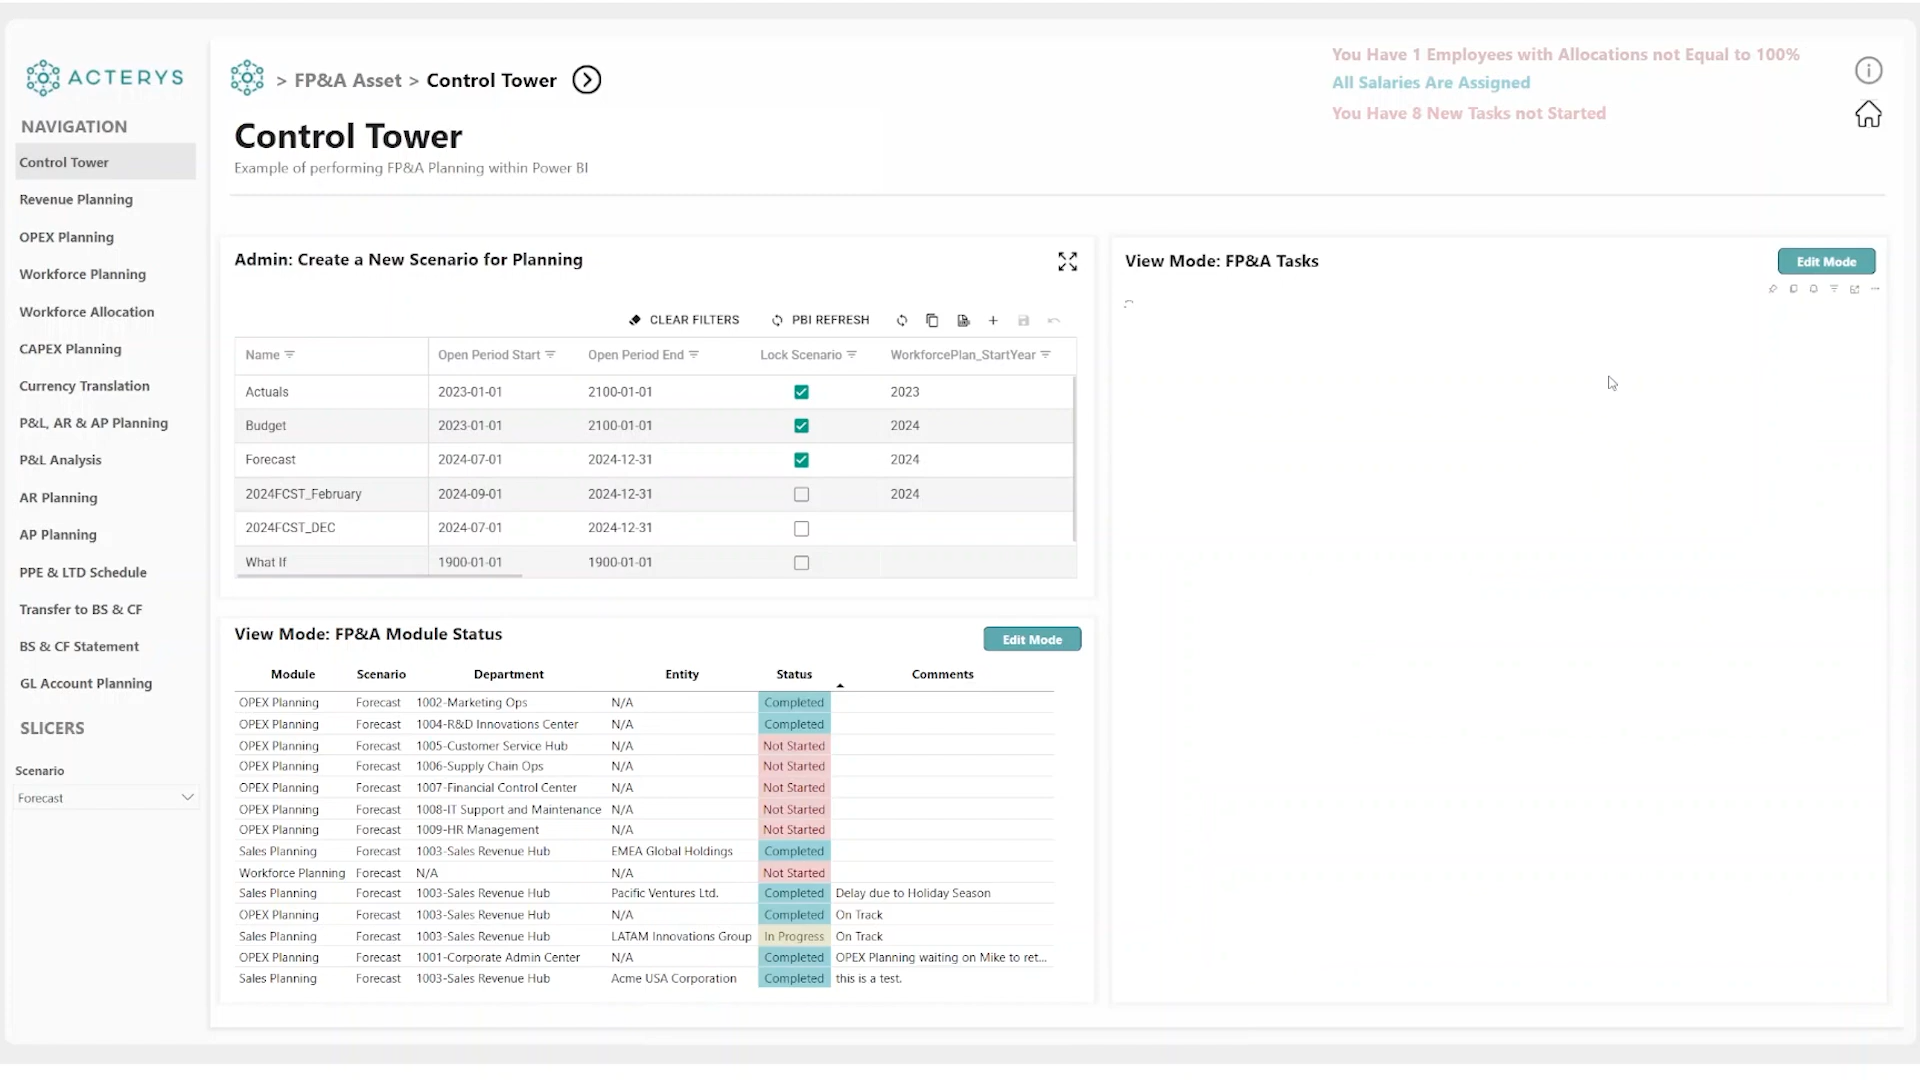 ACTERYS
NAVIGATION
Control Tower
Revenue Planning
OPEX Planning
Workforce Planning
Workforce Allocation
CAPEX Planning
Currency Translation
P&L, AR & AP Planning
P&L Analysis
AR Planning
AP Planning
PPE & LTD Schedule
Transfer to BS & CF
BS & CF Statement
GL Account Planning
SLICERS
Scenario
Forecast
> FP&A Asset > Control Tower
Control Tower
Example of performing FP&A Planning within Power BI
You Have 1 Employees with Allocations not Equal to 100%
All Salaries Are Assigned
You Have 8 New Tasks not Started
Admin: Create a New Scenario for Planning
CLEAR FILTERS PBI REFRESH
Name Open Period Start Open Period End Lock Scenario WorkforcePlan_StartYear
Actuals 2023-01-01 2100-01-01 2023
Budget 2023-01-01 2100-01-01 2024
Forecast 2024-07-01 2024-12-31 2024
2024FCST_February 2024-09-01 2024-12-31 2024
2024FCST_DEC 2024-07-01 2024-12-31
What If 1900-01-01 1900-01-01
View Mode: FP&A Module Status
Edit Mode
Module Scenario Department Entity Status Comments
OPEX Planning Forecast 1002-Marketing Ops N/A Completed
OPEX Planning Forecast 1004-R&D Innovations Center N/A Completed
OPEX Planning Forecast 1005-Customer Service Hub N/A Not Started
OPEX Planning Forecast 1006-Supply Chain Ops N/A Not Started
OPEX Planning Forecast 1007-Financial Control Center N/A Not Started
OPEX Planning Forecast 1008-IT Support and Maintenance N/A Not Started
OPEX Planning Forecast 1009-HR Management N/A Not Started
Sales Planning Forecast 1003-Sales Revenue Hub EMEA Global Holdings Completed
Workforce Planning Forecast N/A N/A Not Started
Sales Planning Forecast 1003-Sales Revenue Hub Pacific Ventures Ltd. Completed Delay due to Holiday Season
OPEX Planning Forecast 1003-Sales Revenue Hub N/A Completed On Track
Sales Planning Forecast 1003-Sales Revenue Hub LATAM Innovations Group In Progress On Track
OPEX Planning Forecast 1001-Corporate Admin Center N/A Completed OPEX Planning waiting on Mike to ret...
Sales Planning Forecast 1003-Sales Revenue Hub Acme USA Corporation Completed this is a test.
View Mode: FP&A Tasks
Edit Mode